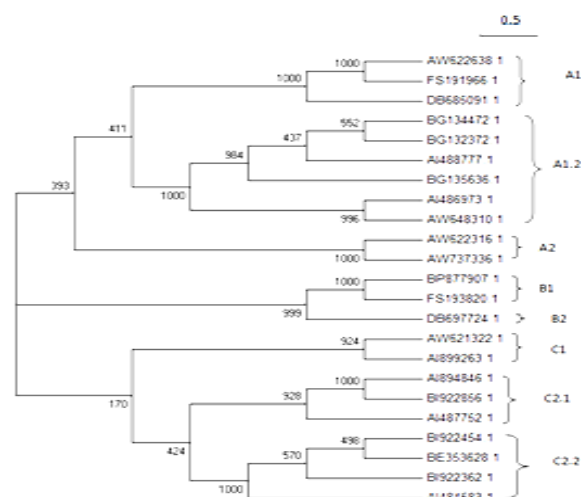 0.5
1000
AW622638 1
1000
FS191966 1
A1
DB685091 1
411
552
BG134472 1
437
BG132372 1
984
AI488777 1
A1.2
393
BG135636 1
1000
AI486973 1
996
AW648310 1
AW622316 1
A2
1000
AW737336 1
1000
BP877907 1
B1
FS193820 1
999
DB697724 1
B2
924
AW621322 1
C1
AI899263 1
170
1000
AI894846 1
928
BI922856 1
C2.1
AI487752 1
424
498
BI922454 1
570
BE353628 1
C2.2
BI922362 1
1000